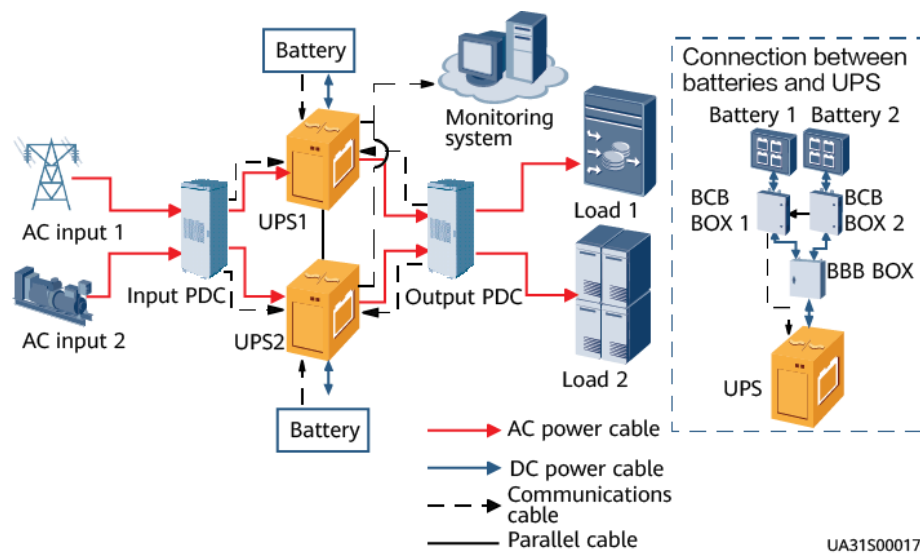 Battery
Monitoring
system
AC input 1
UPS1
Input PDC
Output PDC
Load 1
AC input 2
UPS2
Load 2
Battery
AC power cable
DC power cable
Communications
cable
Parallel cable
Connection between
batteries and UPS
Battery 1
Battery 2
BCB
BOX 1
BCB
BOX 2
BBB BOX
UPS
UA31S00017